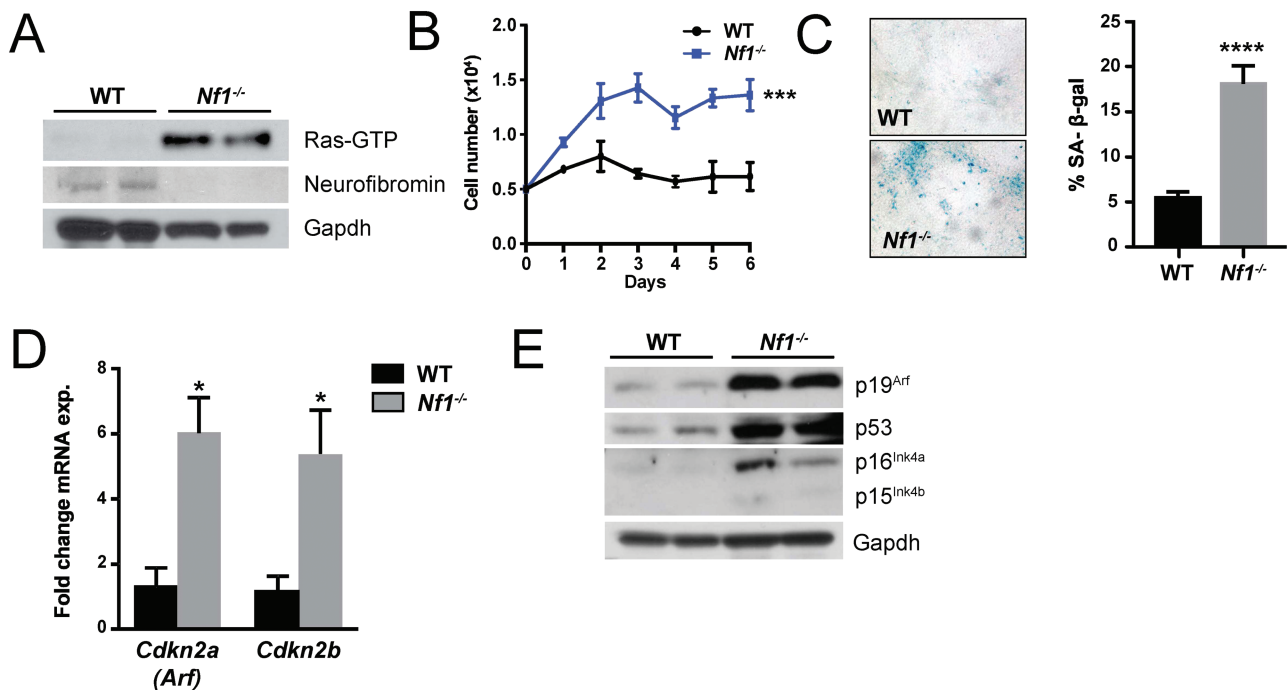 A
WT Nf1-/-
Ras-GTP
Neurofibromin
Gapdh
B
Cell number (x10⁴)
2.0
1.5
1.0
0.5
0.0
0 1 2 3 4 5 6
Days
WT
Nf1-/-
***
C
WT
Nf1-/-
% SA- β-gal
25
20
15
10
5
0
****
WT Nf1-/-
D
Fold change mRNA exp.
8
6
4
2
0
* *
Cdkn2a Cdkn2b
(Arf)
WT
Nf1-/-
E
WT Nf1-/-
p19Arf
p53
p16Ink4a
p15Ink4b
Gapdh